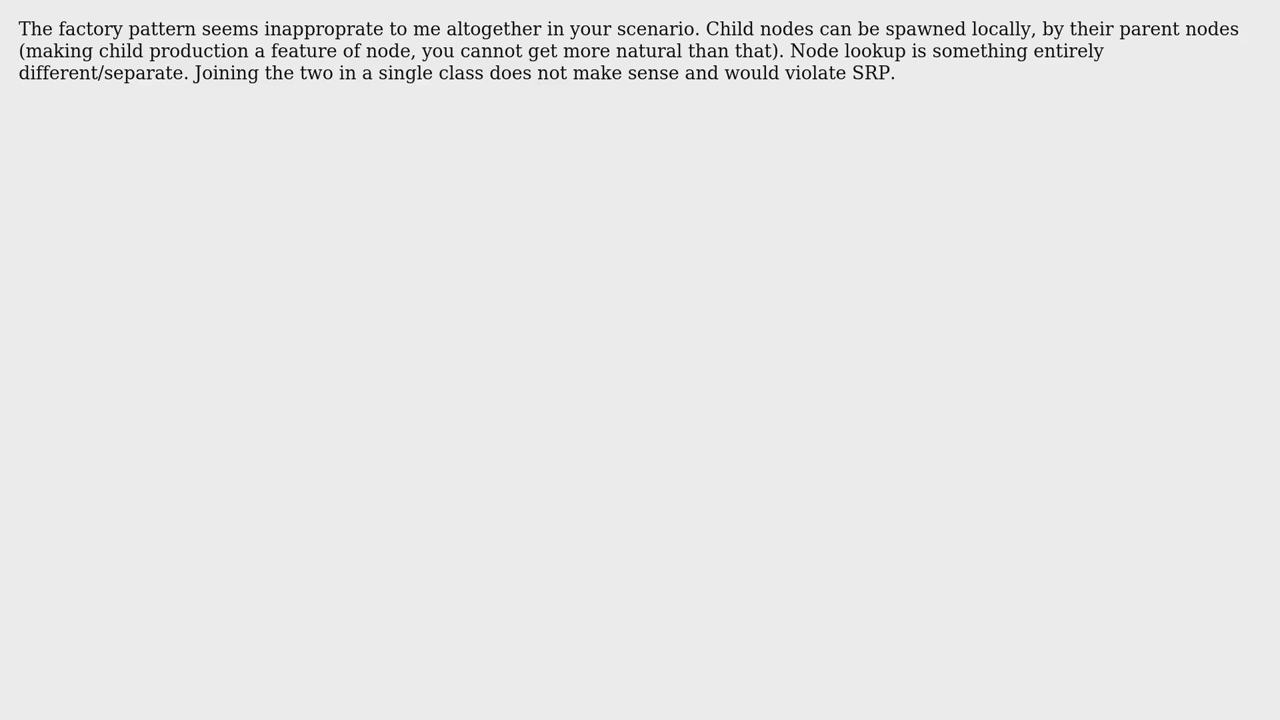 The factory pattern seems inapproprate to me altogether in your scenario. Child nodes can be spawned locally, by their parent nodes
(making child production a feature of node, you cannot get more natural than that). Node lookup is something entirely
different/separate. Joining the two in a single class does not make sense and would violate SRP.